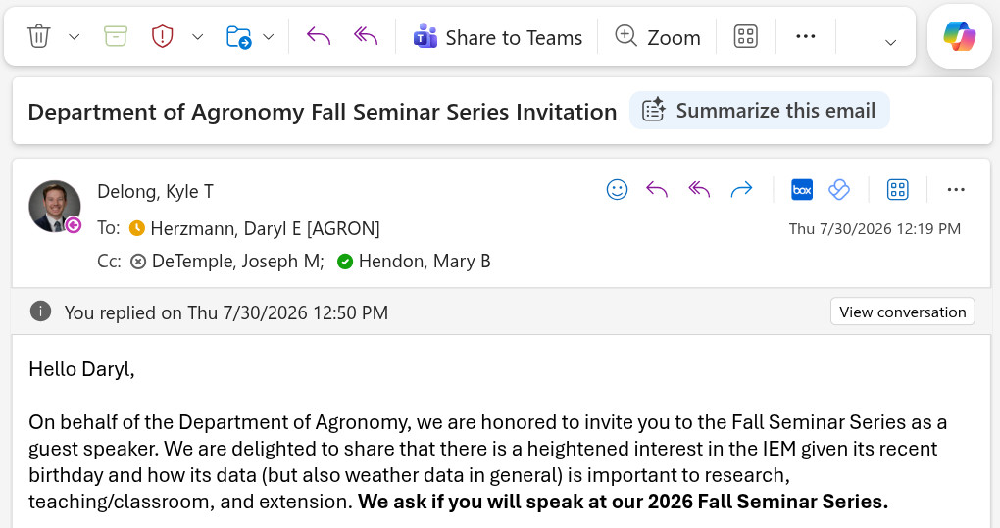 Share to Teams Zoom
Department of Agronomy Fall Seminar Series Invitation Summarize this email
Delong, Kyle T
box
To: Herzmann, Daryl E [AGRON]
Thu 7/30/2026 12:19 PM
Cc: DeTemple, Joseph M; Hendon, Mary B
You replied on Thu 7/30/2026 12:50 PM View conversation
Hello Daryl,
On behalf of the Department of Agronomy, we are honored to invite you to the Fall Seminar Series as a
guest speaker. We are delighted to share that there is a heightened interest in the IEM given its recent
birthday and how its data (but also weather data in general) is important to research,
teaching/classroom, and extension. We ask if you will speak at our 2026 Fall Seminar Series.